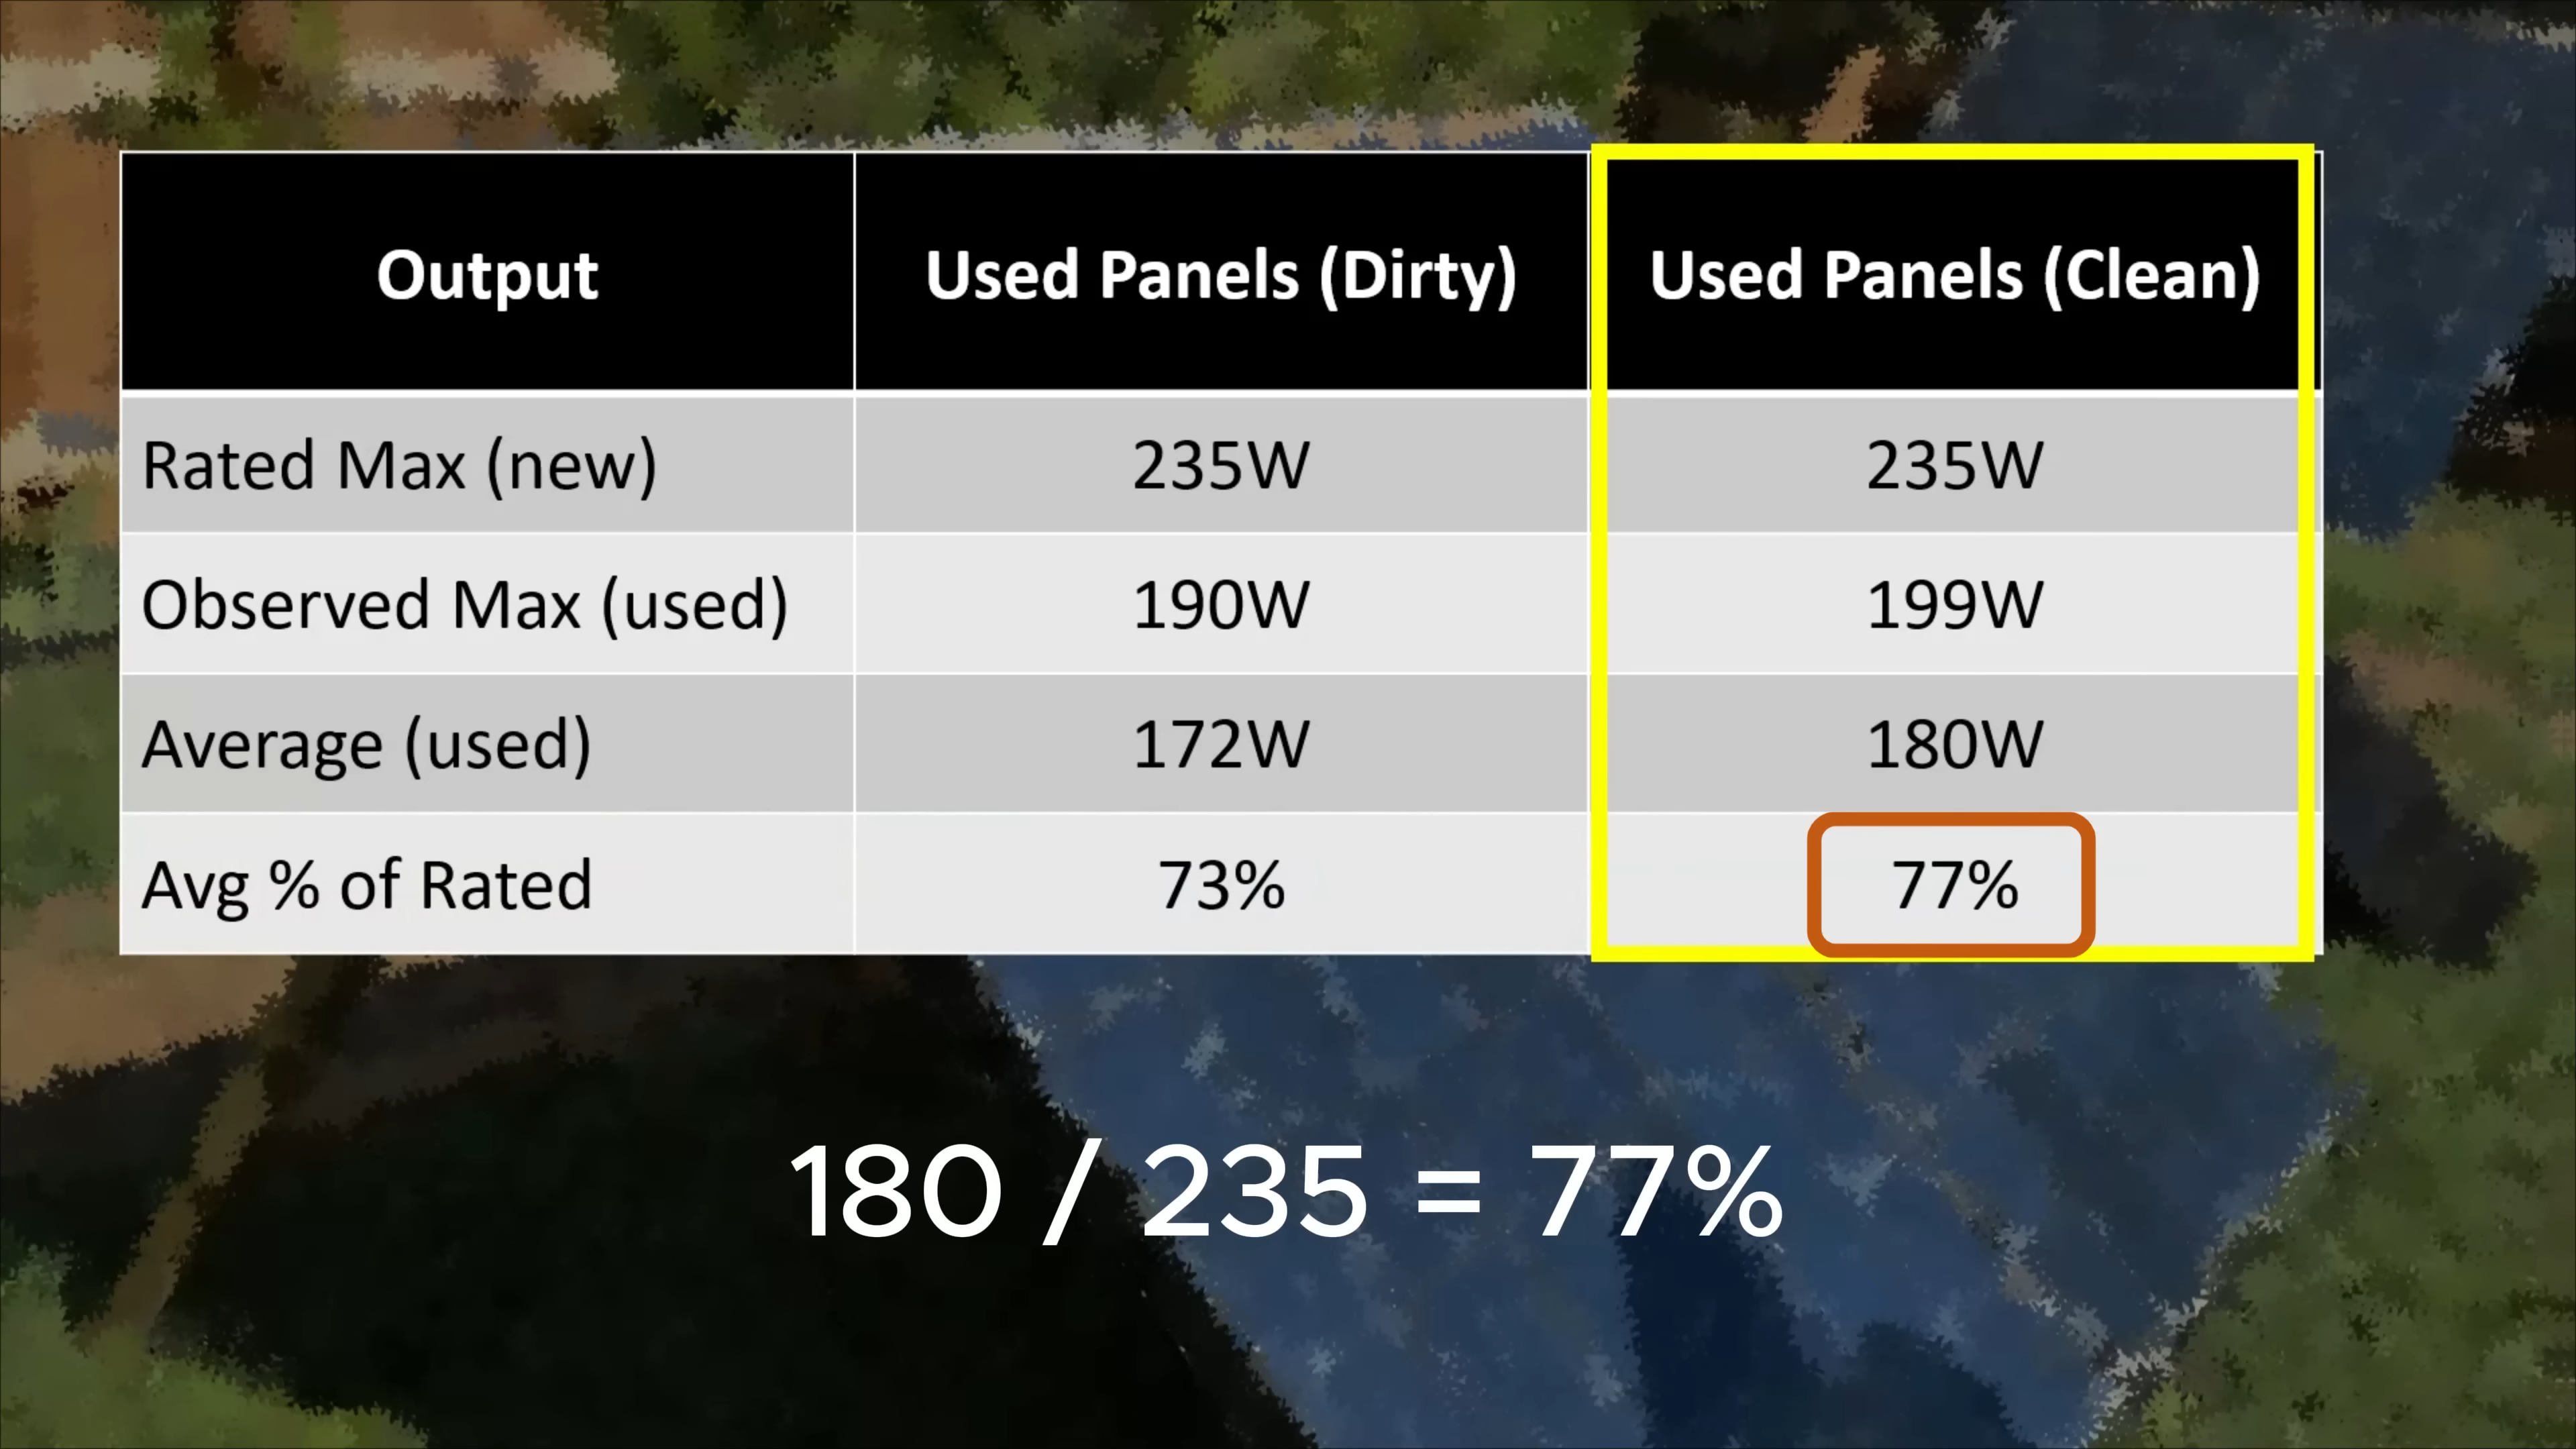 Output Used Panels (Dirty) Used Panels (Clean)
Rated Max (new) 235W 235W
Observed Max (used) 190W 199W
Average (used) 172W 180W
Avg % of Rated 73% 77%
180 / 235 = 77%